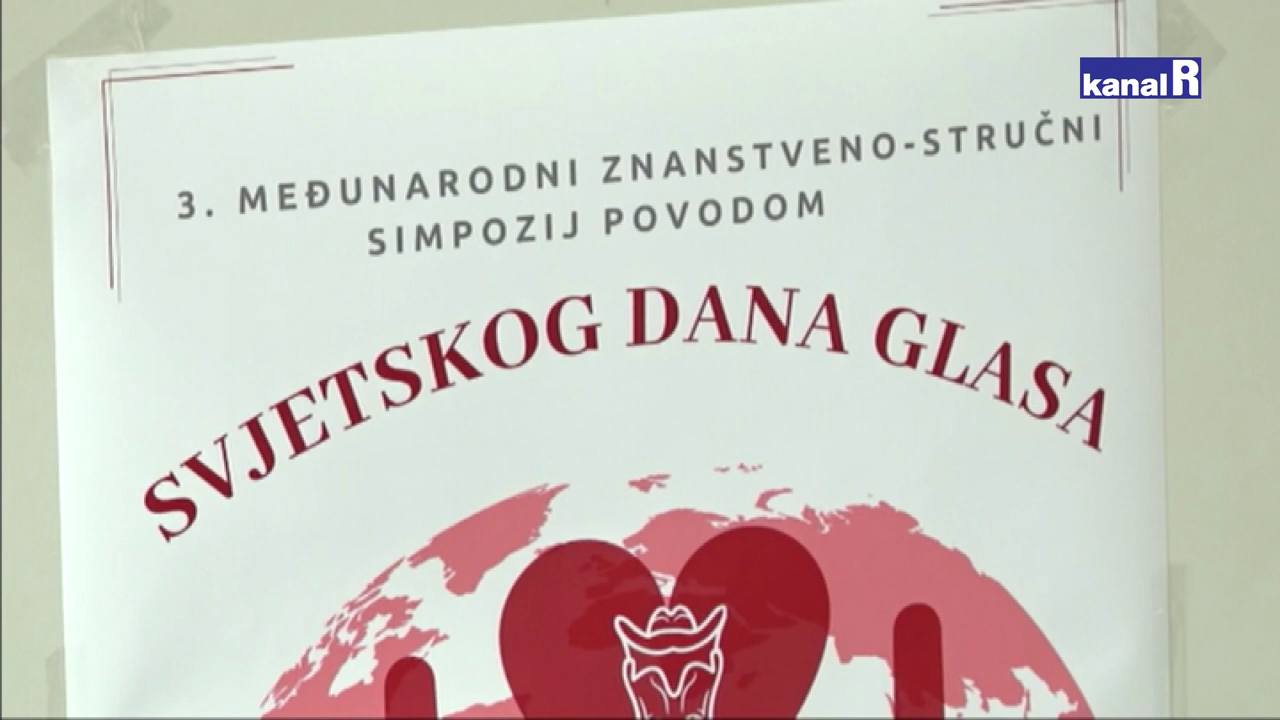 kanal R
3. MEĐUNARODNI ZNANSTVENO-STRUČNI
SIMPOZIJ POVODOM
SVJETSKOG DANA GLASA